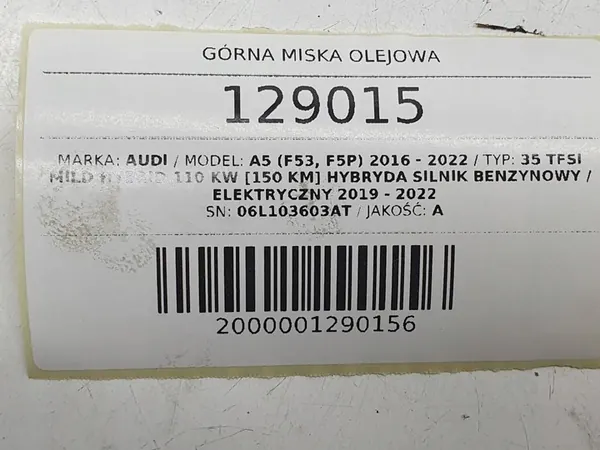 GÓRNA MISKA OLEJOWA
129015
MARKA: AUDI / MODEL: A5 (F53, F5P) 2016 - 2022 / TYP: 35 TFSI
MILD HYBRID 110 KW [150 KM] HYBRYDA SILNIK BENZYNOWY /
ELEKTRYCZNY 2019 - 2022
SN: 06L103603AT / JAKOŚĆ: A
2000001290156